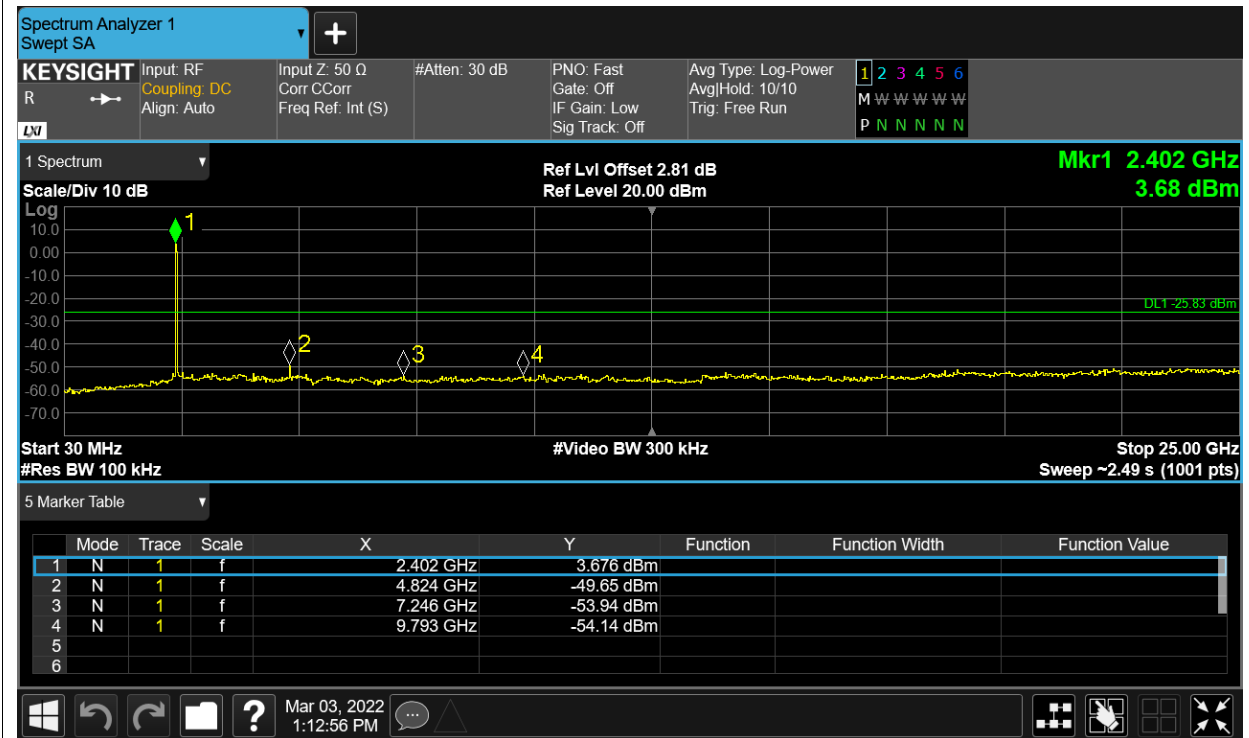 Spectrum Analyzer 1
Swept SA
KEYSIGHT Input: RF Input Z: 50 Ω #Atten: 30 dB PNO: Fast Avg Type: Log-Power 1 2 3 4 5 6
R Coupling: DC Corr CCorr Gate: Off Avg|Hold: 10/10 M W W W W W
Align: Auto Freq Ref: Int (S) IF Gain: Low Trig: Free Run
LXI Sig Track: Off P N N N N N
1 Spectrum Ref Lvl Offset 2.81 dB Mkr1 2.402 GHz
Scale/Div 10 dB Ref Level 20.00 dBm 3.68 dBm
Log
10.0 1
0.00
-10.0
-20.0
DL1 -25.83 dBm
-30.0
-40.0 2 3 4
-50.0
-60.0
-70.0
Start 30 MHz #Video BW 300 kHz Stop 25.00 GHz
#Res BW 100 kHz Sweep ~2.49 s (1001 pts)
5 Marker Table
Mode Trace Scale X Y Function Function Width Function Value
1 N 1 f 2.402 GHz 3.676 dBm
2 N 1 f 4.824 GHz -49.65 dBm
3 N 1 f 7.246 GHz -53.94 dBm
4 N 1 f 9.793 GHz -54.14 dBm
5
6
? Mar 03, 2022
1:12:56 PM